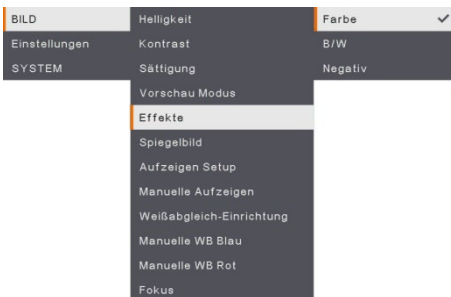 BILD
Einstellungen
SYSTEM
Helligkeit
Kontrast
Sättigung
Vorschau Modus
Effekte
Spiegelbild
Aufzeigen Setup
Manuelle Aufzeigen
Weißabgleich-Einrichtung
Manuelle WB Blau
Manuelle WB Rot
Fokus
Farbe
B/W
Negativ